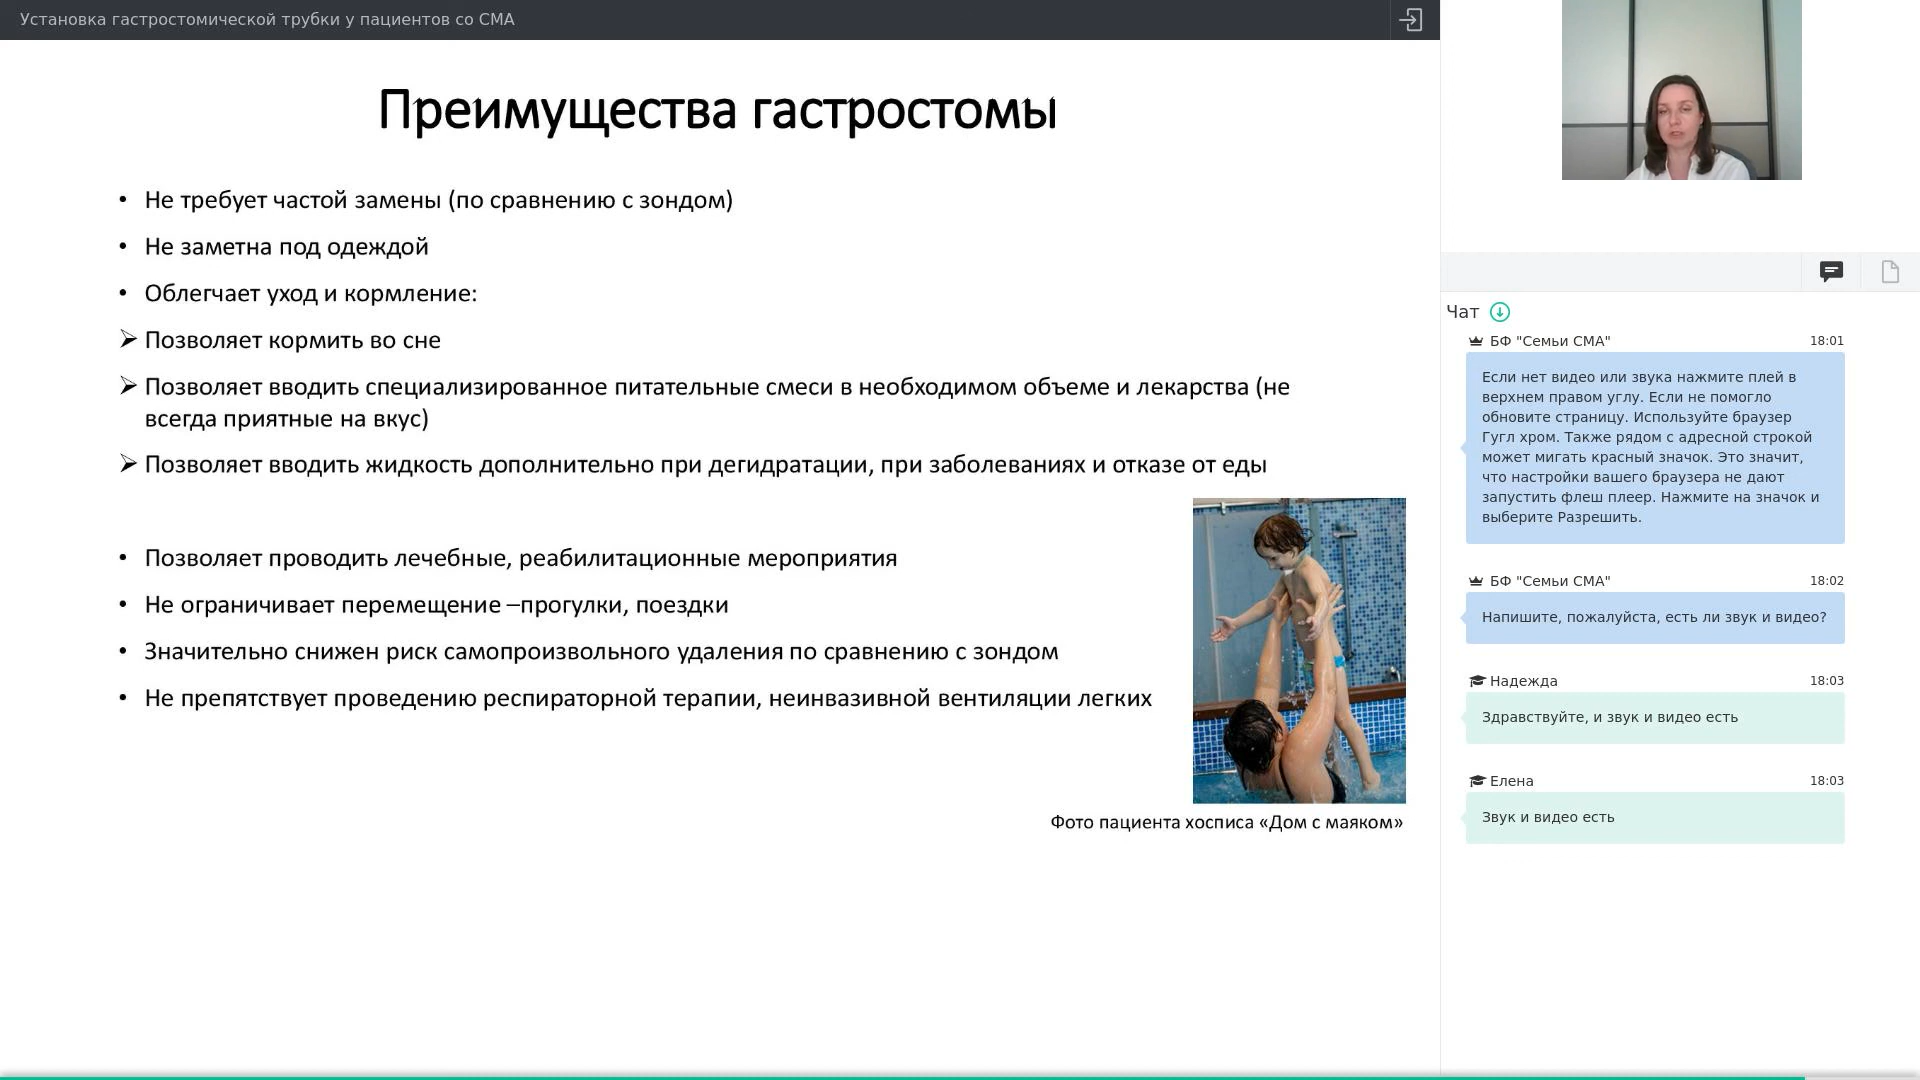 Установка гастростомической трубки у пациентов со СМА
Преимущества гастростомы
• Не требует частой замены (по сравнению с зондом)
• Не заметна под одеждой
• Облегчает уход и кормление:
➢ Позволяет кормить во сне
➢ Позволяет вводить специализированное питательные смеси в необходимом объеме и лекарства (не
всегда приятные на вкус)
➢ Позволяет вводить жидкость дополнительно при дегидратации, при заболеваниях и отказе от еды
• Позволяет проводить лечебные, реабилитационные мероприятия
• Не ограничивает перемещение –прогулки, поездки
• Значительно снижен риск самопроизвольного удаления по сравнению с зондом
• Не препятствует проведению респираторной терапии, неинвазивной вентиляции легких
Фото пациента хосписа «Дом с маяком»
Чат
БФ "Семьи СМА" 18:01
Если нет видео или звука нажмите плей в
верхнем правом углу. Если не помогло
обновите страницу. Используйте браузер
Гугл хром. Также рядом с адресной строкой
может мигать красный значок. Это значит,
что настройки вашего браузера не дают
запустить флеш плеер. Нажмите на значок и
выберите Разрешить.
БФ "Семьи СМА" 18:02
Напишите, пожалуйста, есть ли звук и видео?
Надежда 18:03
Здравствуйте, и звук и видео есть
Елена 18:03
Звук и видео есть